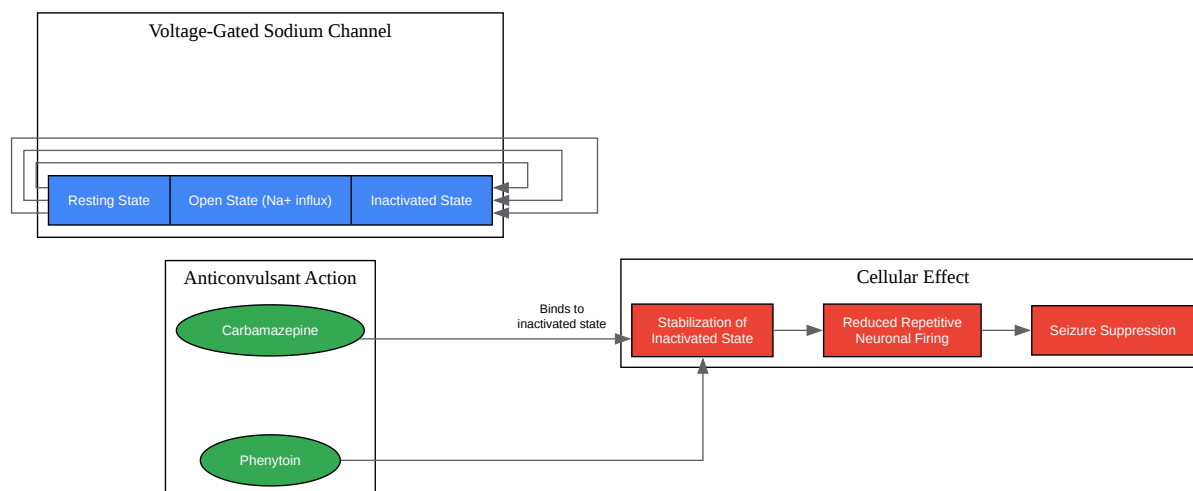 Voltage-Gated Sodium Channel
Resting State
Open State (Na+ influx)
Inactivated State
Anticonvulsant Action
Carbamazepine
Phenytoin
Binds to
inactivated state
Cellular Effect
Stabilization of
Inactivated State
Reduced Repetitive
Neuronal Firing
Seizure Suppression